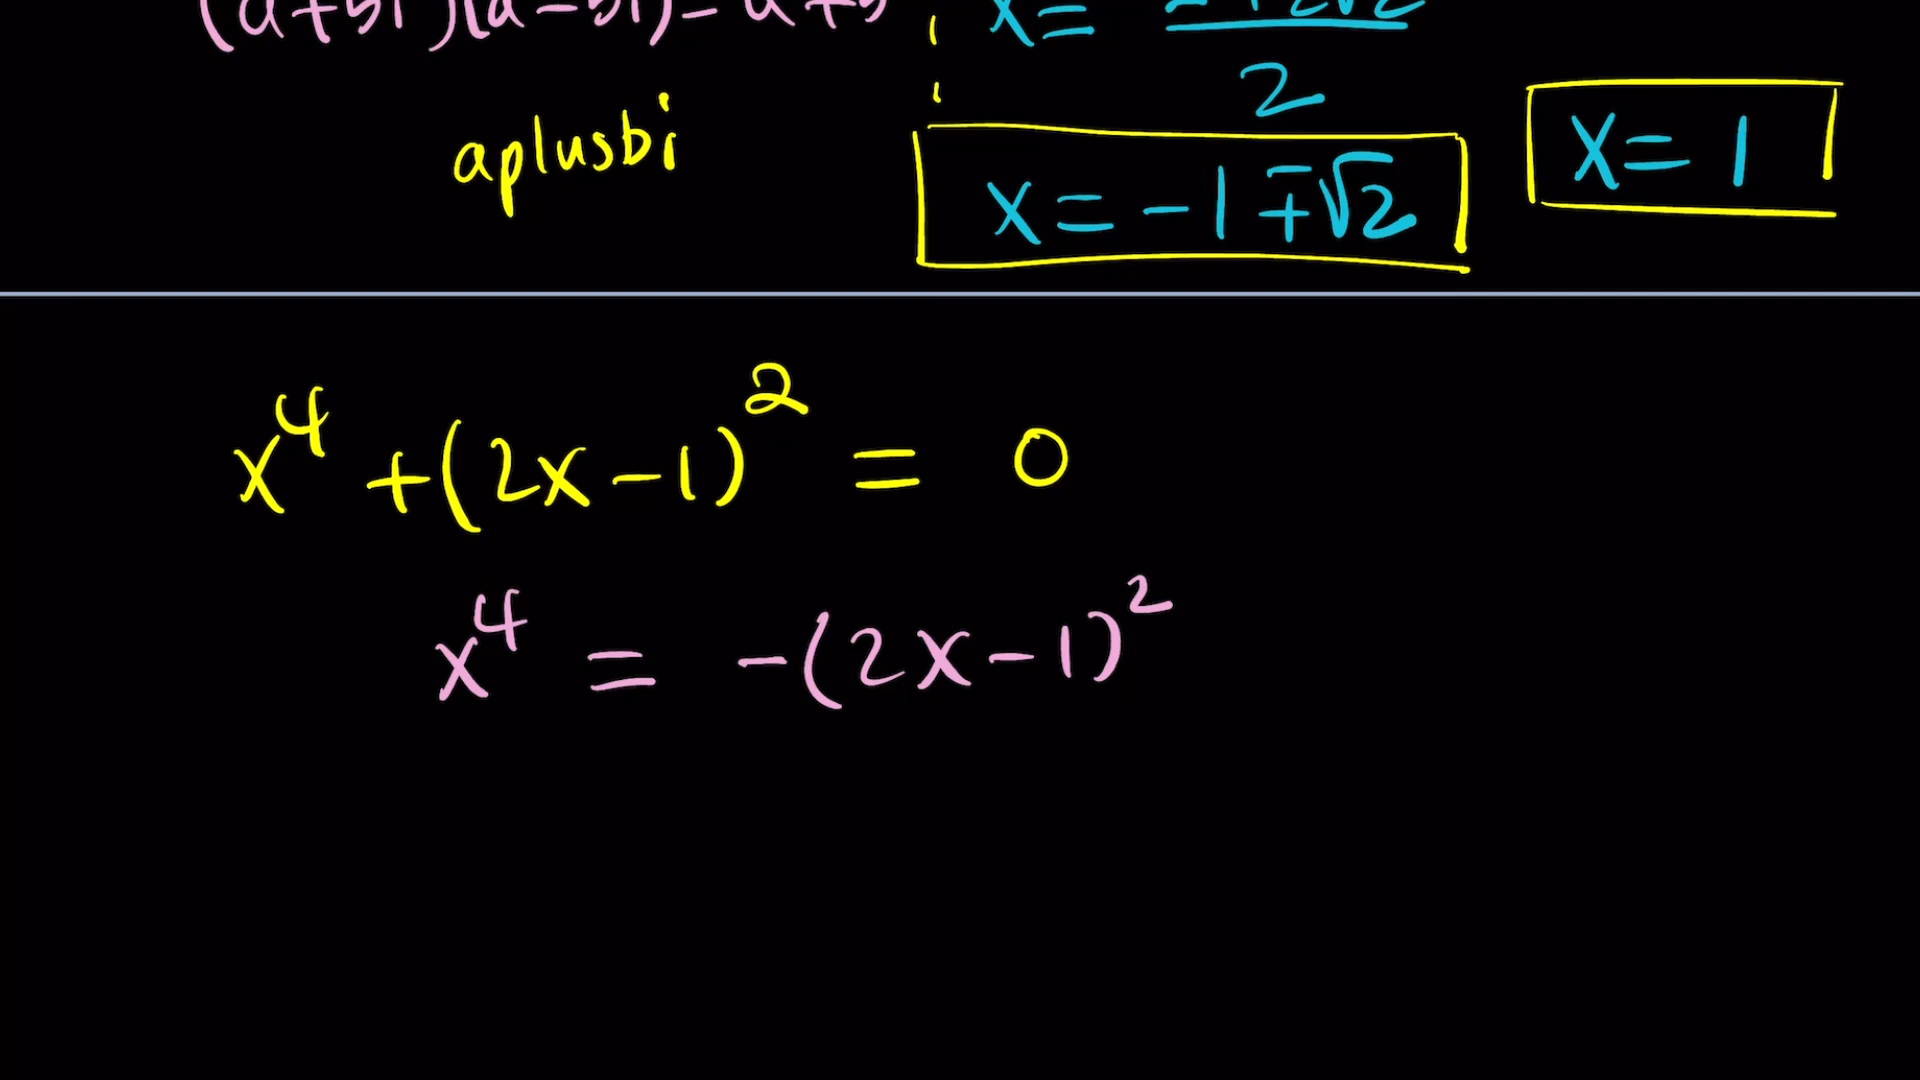 x =
2
aplusbi
x = -1 ∓ √2
x = 1
x⁴ + (2x - 1)² = 0
x⁴ = -(2x - 1)²